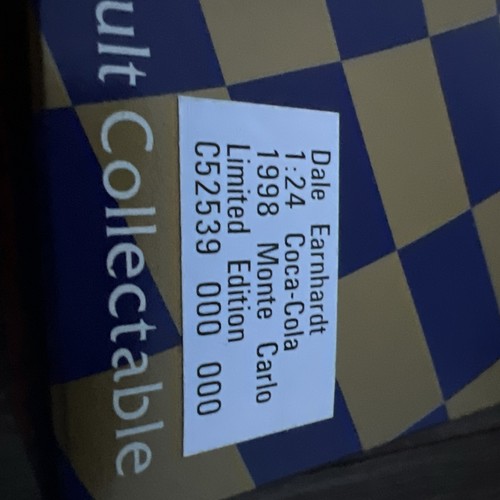 Dale Earnhardt
1:24 Coca-Cola
1998 Monte Carlo
Limited Edition
C52539 000 000
ult Collectable